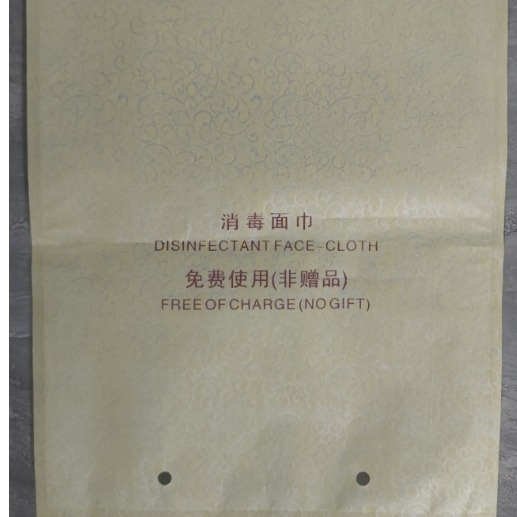 消毒面巾
DISINFECTANT FACE-CLOTH
免费使用(非赠品)
FREE OF CHARGE (NO GIFT)